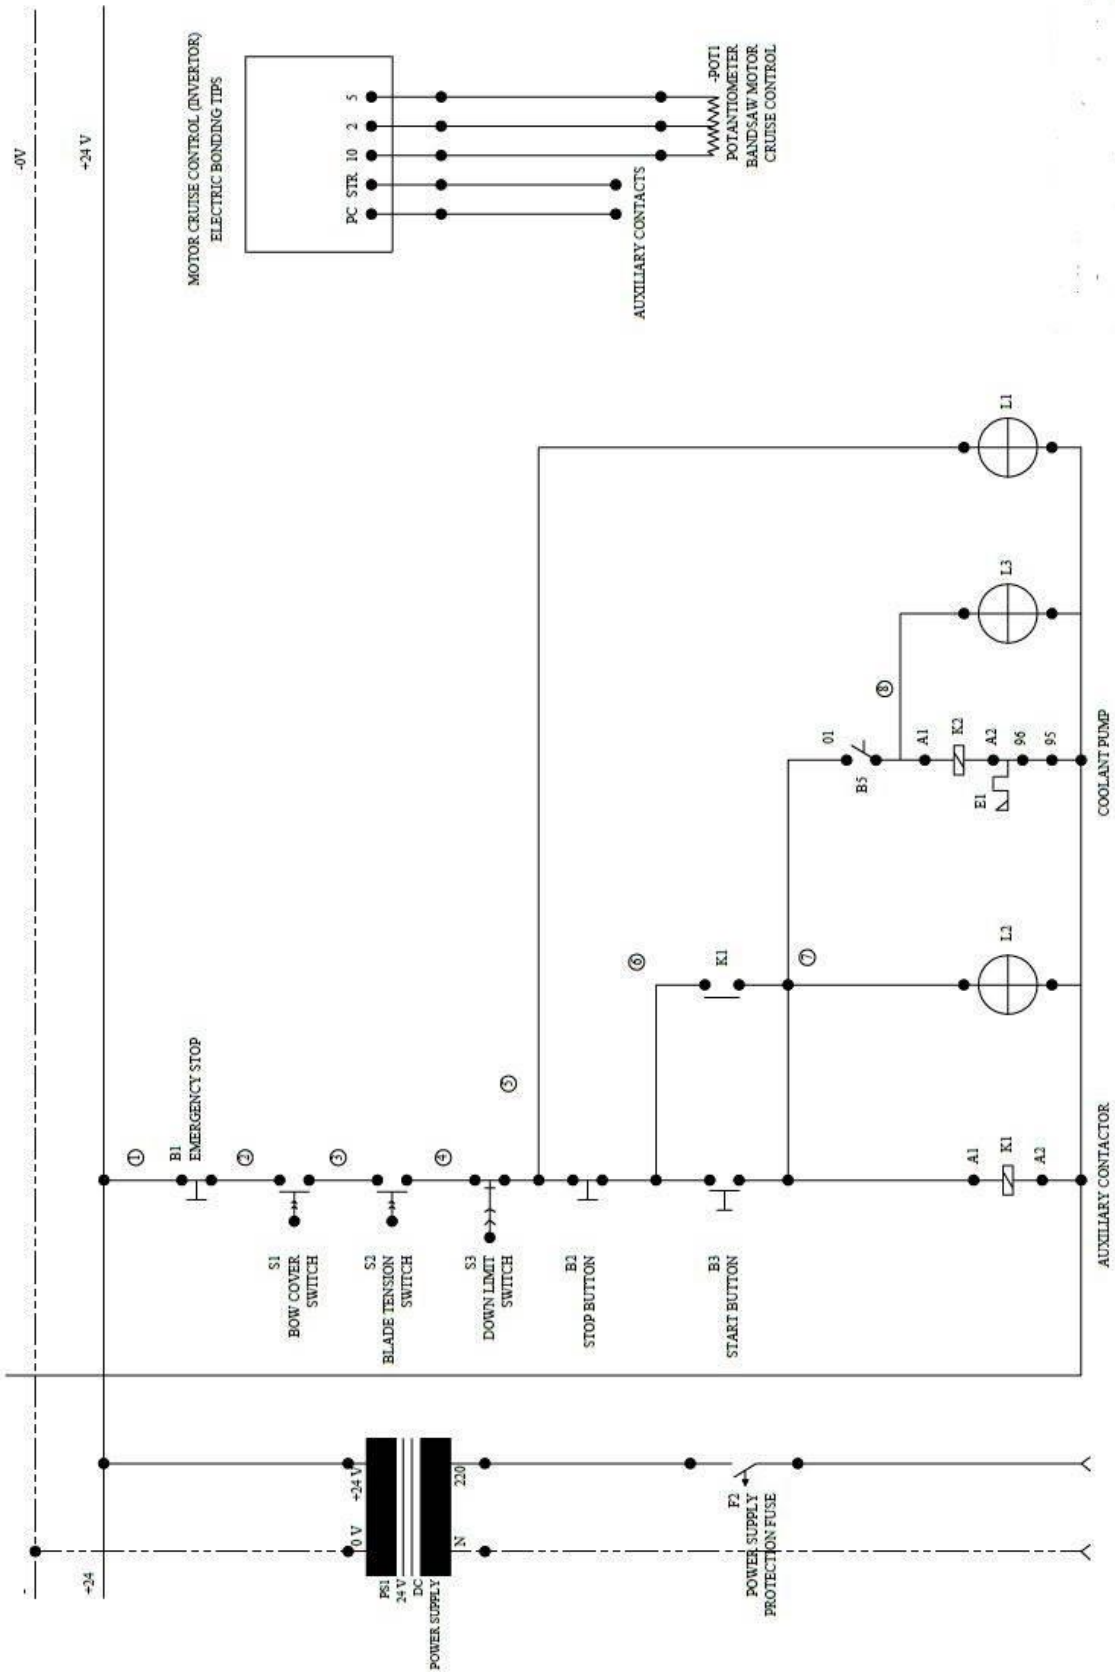 -0V
+24 V
MOTOR CRUISE CONTROL (INVERTOR)
ELECTRIC BONDING TIPS
PC STR 10 2 5
AUXILIARY CONTACTS
-POT1
POTANTIOMETER
BANDSAW MOTOR
CRUISE CONTROL
-
+24
0 V
+24 V
PS1
24 V
DC
POWER SUPPLY
N
220
F2
POWER SUPPLY
PROTECTION FUSE
1
B1
EMERGENCY STOP
2
S1
BOW COVER
SWITCH
3
S2
BLADE TENSION
SWITCH
4
S3
DOWN LIMIT
SWITCH
5
B2
STOP BUTTON
6
B3
START BUTTON
K1
7
A1
K1
A2
AUXILIARY CONTACTOR
L2
01
B5
8
A1
K2
A2
E1
96
95
COOLANT PUMP
L3
L1